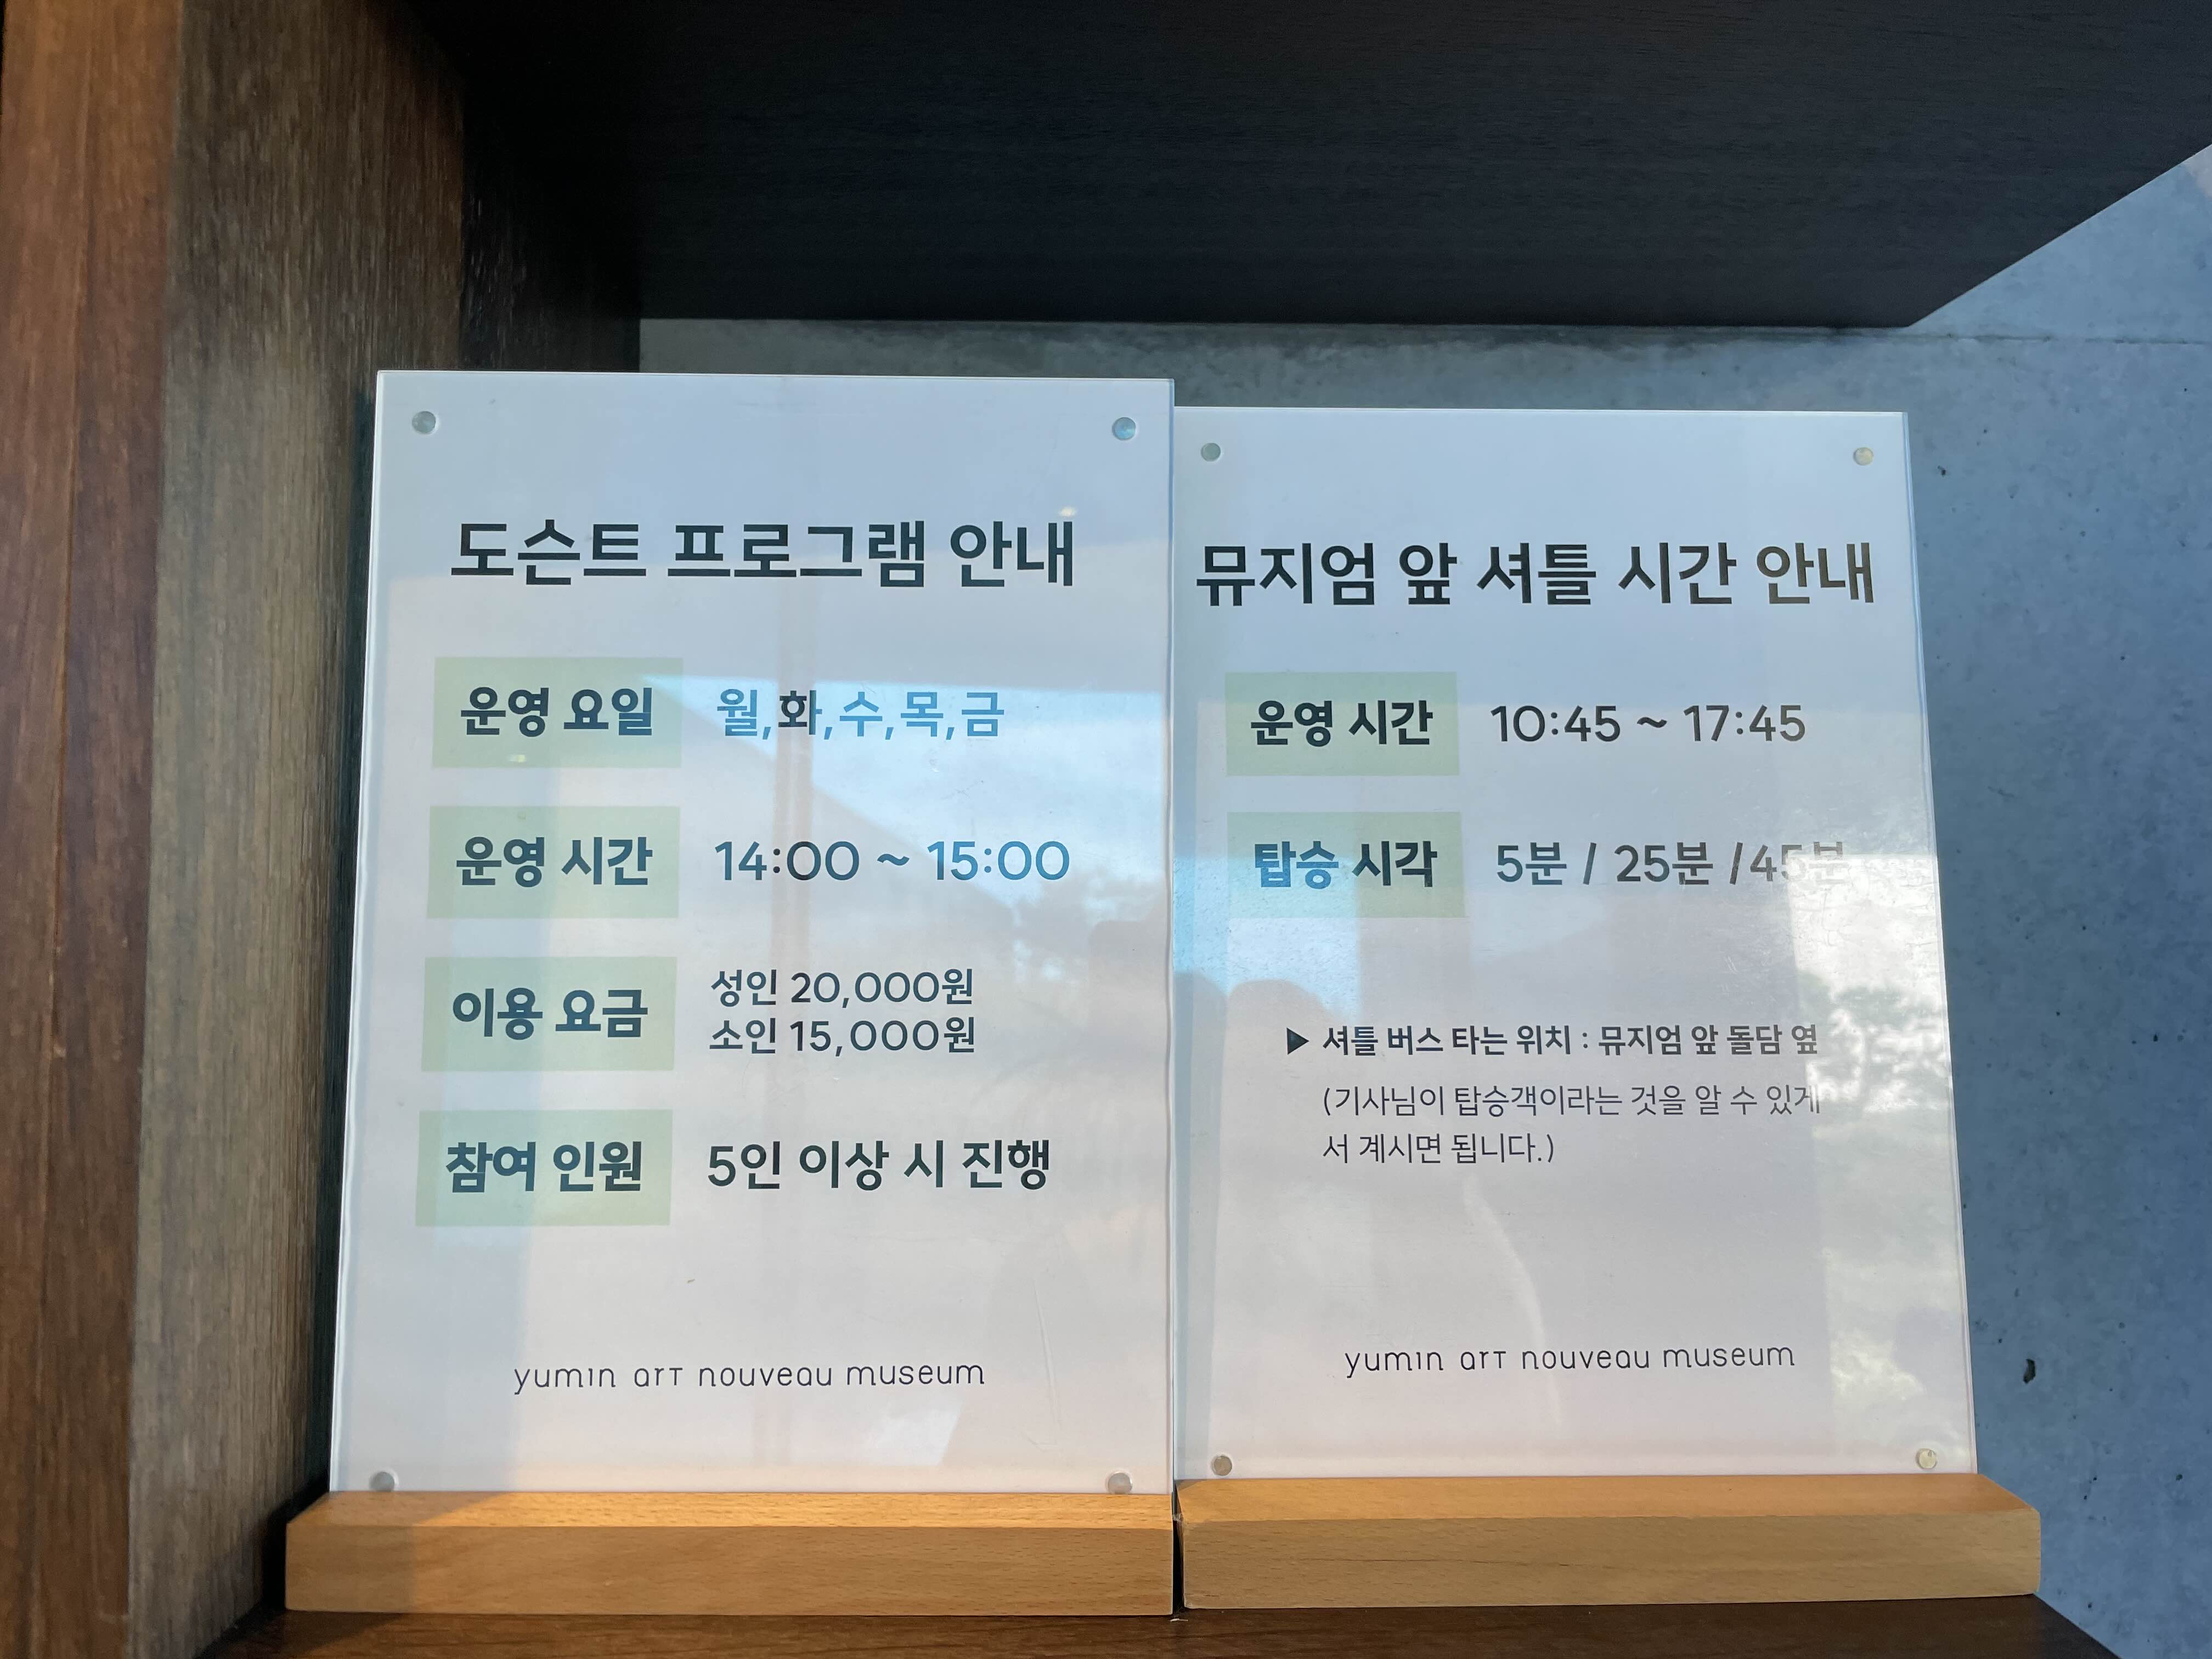 도슨트 프로그램 안내
운영 요일 월,화,수,목,금
운영 시간 14:00 ~ 15:00
이용 요금 성인 20,000원
소인 15,000원
참여 인원 5인 이상 시 진행
yumin art nouveau museum
뮤지엄 앞 셔틀 시간 안내
운영 시간 10:45 ~ 17:45
탑승 시각 5분 / 25분 /45분
▶ 셔틀 버스 타는 위치 : 뮤지엄 앞 돌담 옆
(기사님이 탑승객이라는 것을 알 수 있게
서 계시면 됩니다.)
yumin art nouveau museum